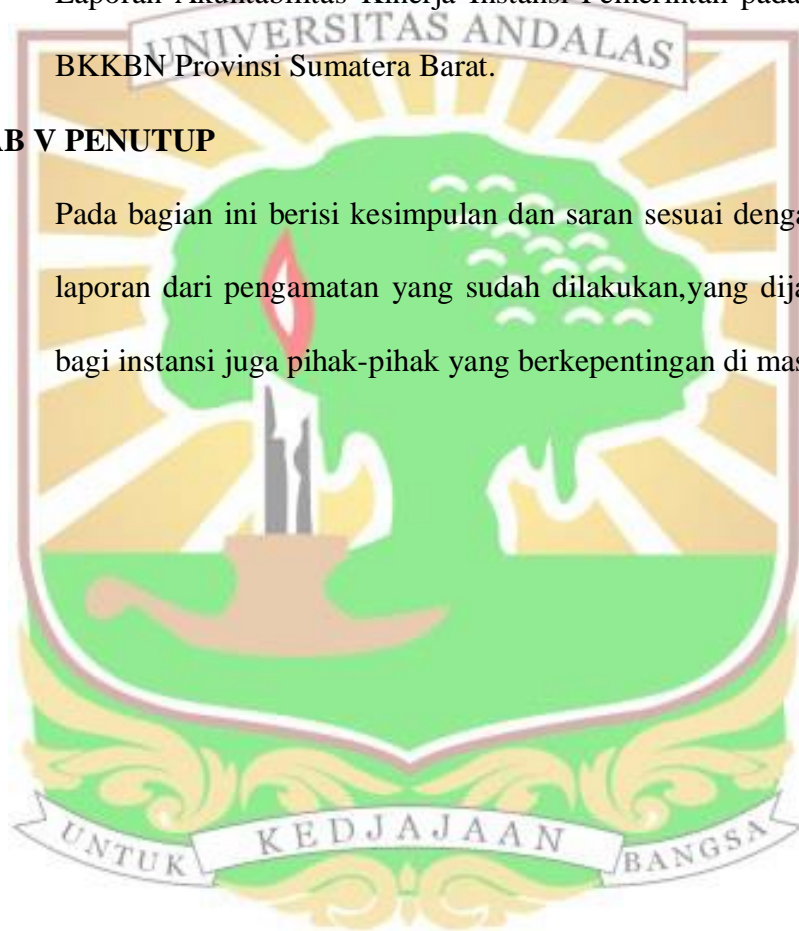 Laporan Akuntabilitas Kinerja Instansi Pemerintah pada
UNIVERSITAS ANDALAS
BKKBN Provinsi Sumatera Barat.
AB V PENUTUP
Pada bagian ini berisi kesimpulan dan saran sesuai denga
laporan dari pengamatan yang sudah dilakukan,yang dija
bagi instansi juga pihak-pihak yang berkepentingan di mas
UNTUK KEDJAJAAN BANGSA